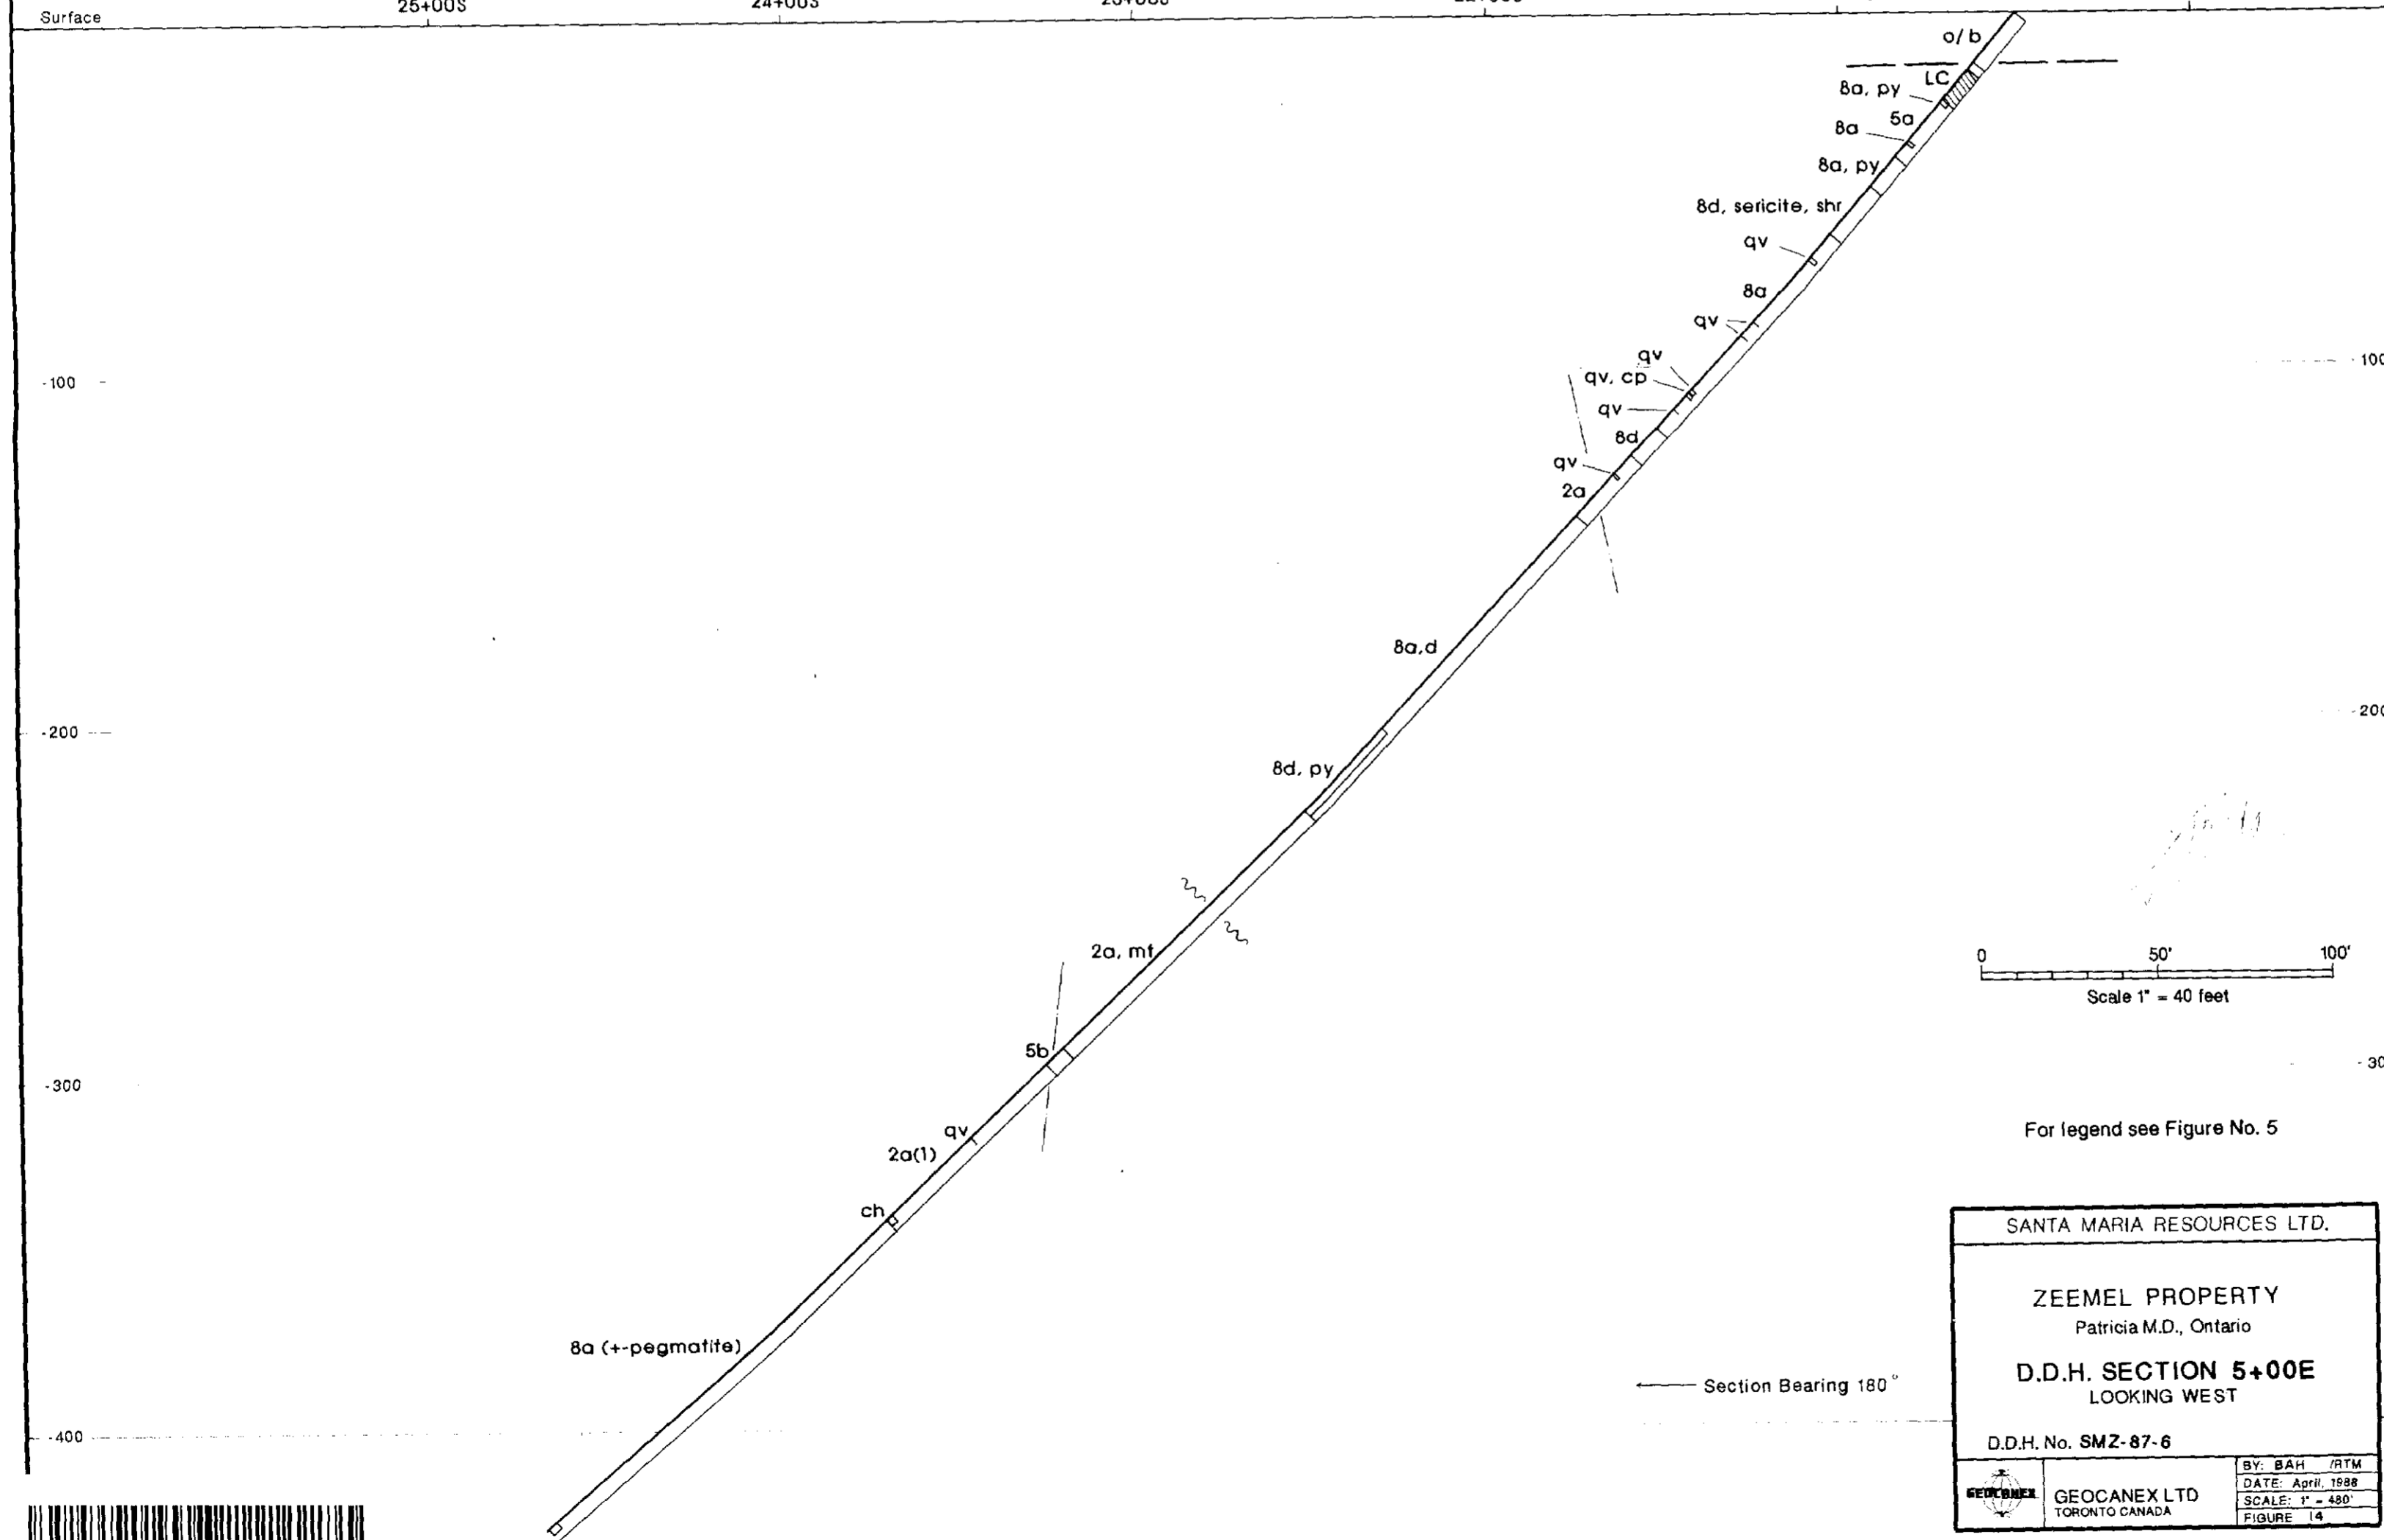 25+00S
24+00S
Surface
o/b
LC
8a, py
5a
8a
8a, py
8d, sericite, shr
qv
8a
qv
qv
-100
qv, cp
qv
8d
qv
2a
8a,d
-200
8d, py
2a, mt
0 50' 100'
Scale 1" = 40 feet
5b
-300
qv
For legend see Figure No. 5
2a(1)
ch
SANTA MARIA RESOURCES LTD.
ZEEMEL PROPERTY
Patricia M.D., Ontario
8a (+-pegmatite)
D.D.H. SECTION 5+00E
LOOKING WEST
Section Bearing 180°
-400
D.D.H. No. SMZ-87-6
GEOCANEX
GEOCANEX LTD
TORONTO CANADA
BY: BAH /RTM
DATE: April, 1988
SCALE: 1" = 480'
FIGURE 14